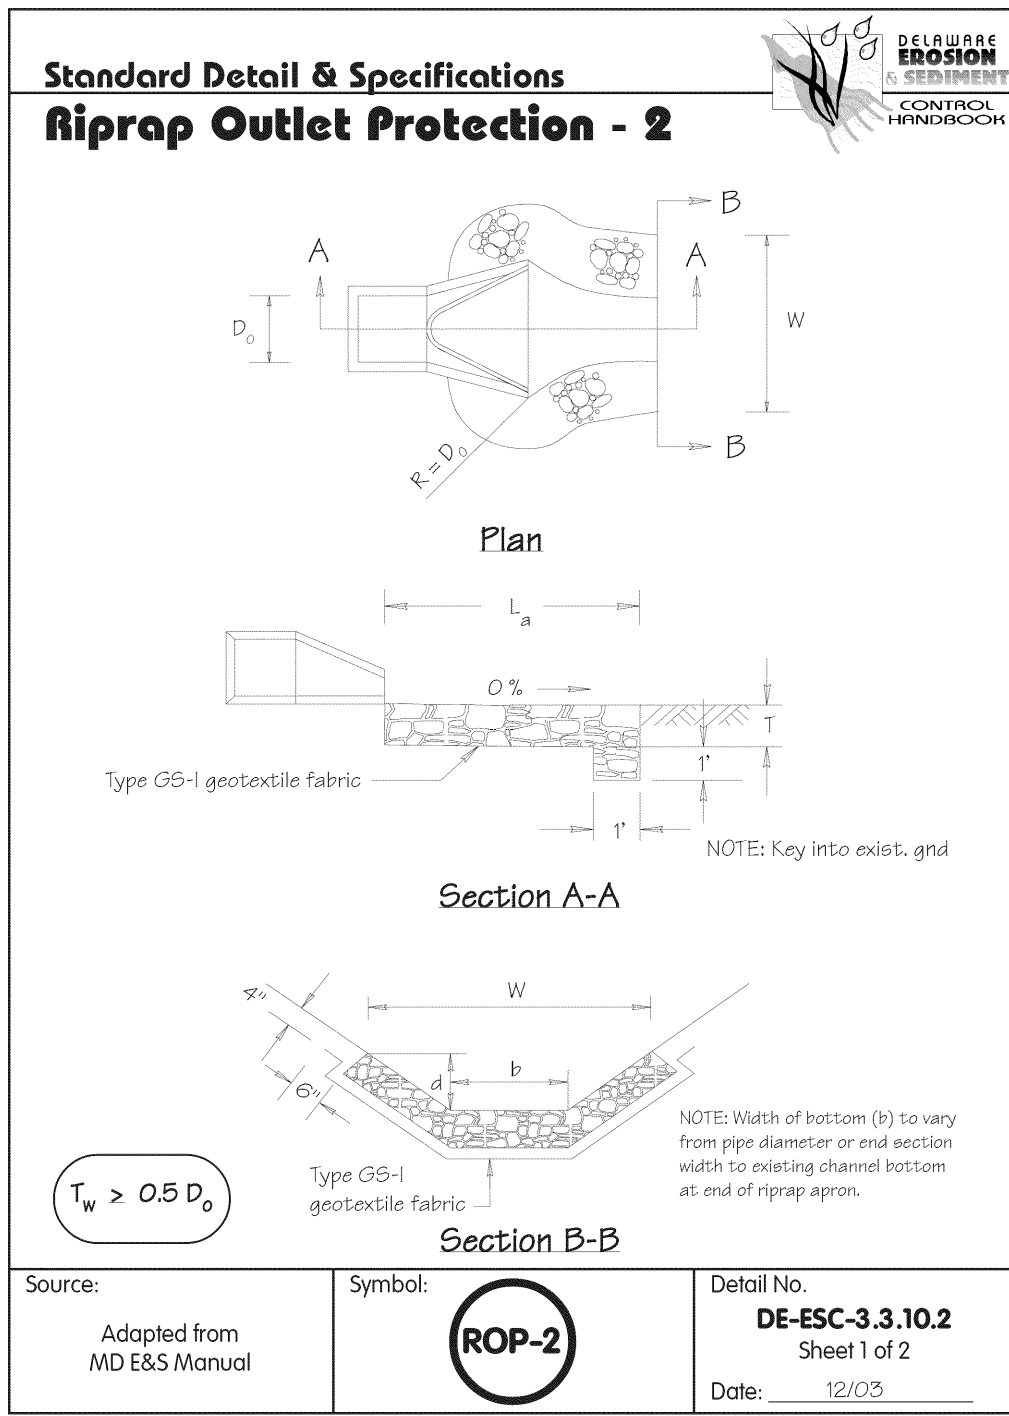 DELAWARE
EROSION
& SEDIMENT
CONTROL
HANDBOOK
Standard Detail & Specifications
Riprap Outlet Protection - 2
B
A
A
Do
W
B
R = Do
Plan
La
0 %
T
1'
Type GS-I geotextile fabric
1'
NOTE: Key into exist. gnd
Section A-A
4"
W
d
b
6"
NOTE: Width of bottom (b) to vary
from pipe diameter or end section
width to existing channel bottom
at end of riprap apron.
Type GS-I
geotextile fabric
Tw ≥ 0.5 Do
Section B-B
Source:
Adapted from
MD E&S Manual
Symbol:
ROP-2
Detail No.
DE-ESC-3.3.10.2
Sheet 1 of 2
Date: 12/03